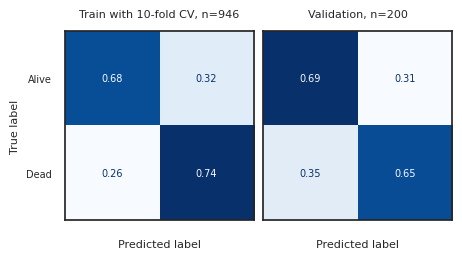 Train with 10-fold CV, n=946
Validation, n=200
True label
Alive
0.68 0.32
0.69 0.31
Dead
0.26 0.74
0.35 0.65
Predicted label
Predicted label